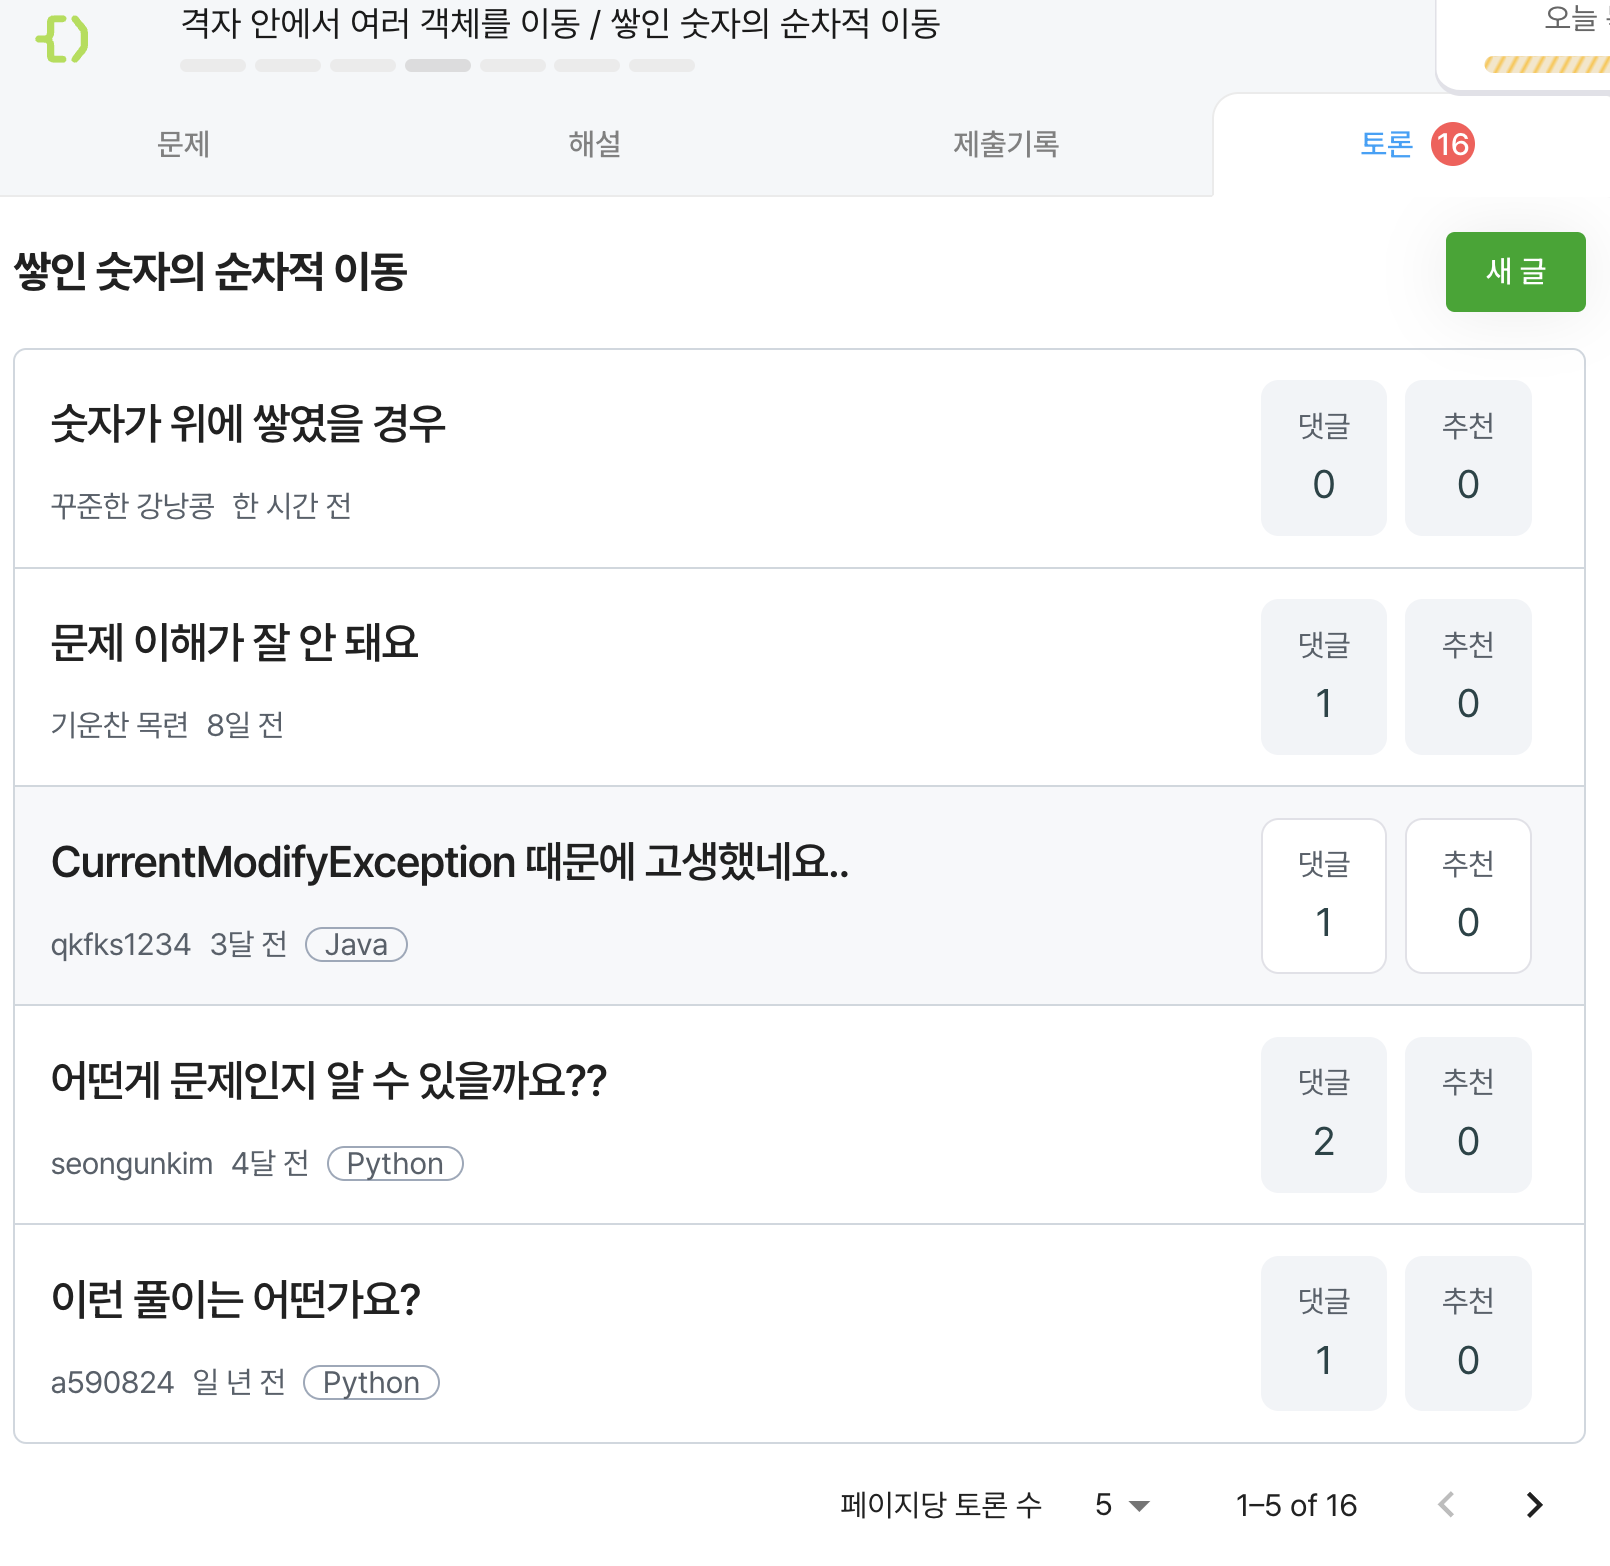 격자 안에서 여러 객체를 이동 / 쌓인 숫자의 순차적 이동
오늘
문제
해설
제출기록
토론 16
쌓인 숫자의 순차적 이동
새 글
숫자가 위에 쌓였을 경우
댓글 추천
0 0
꾸준한 강낭콩 한 시간 전
문제 이해가 잘 안 돼요
댓글 추천
1 0
기운찬 목련 8일 전
CurrentModifyException 때문에 고생했네요..
댓글 추천
1 0
qkfks1234 3달 전 Java
어떤게 문제인지 알 수 있을까요??
댓글 추천
2 0
seongunkim 4달 전 Python
이런 풀이는 어떤가요?
댓글 추천
1 0
a590824 일 년 전 Python
페이지당 토론 수 5 1–5 of 16